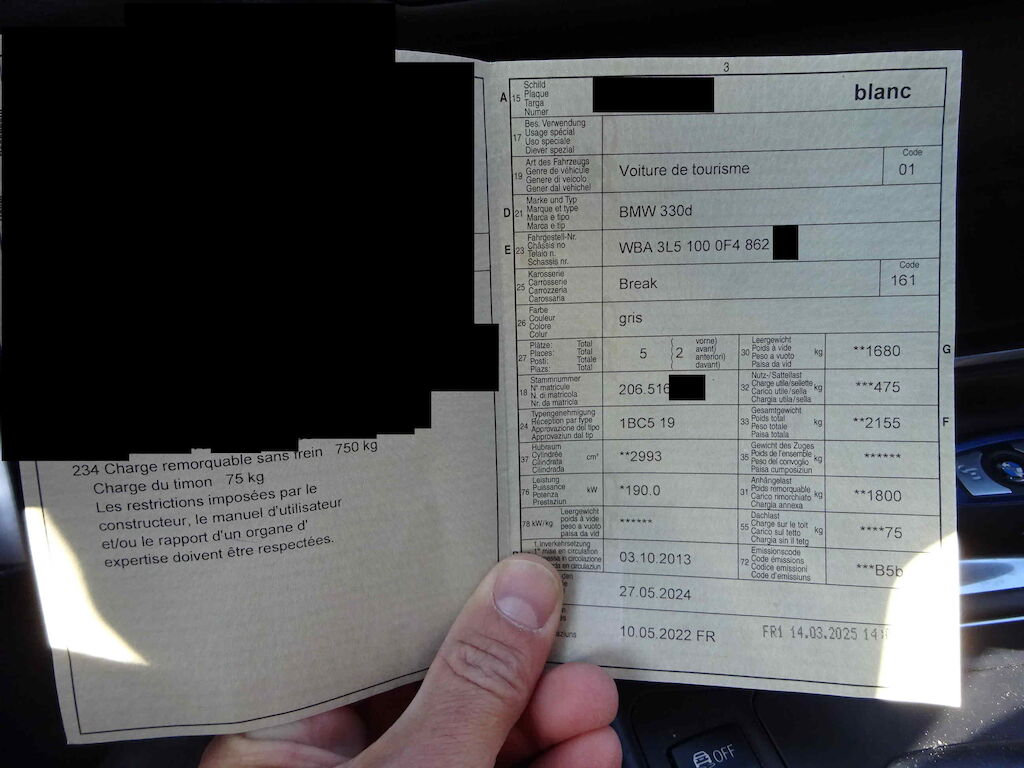 234 Charge remorquable sans frein 750 kg
Charge du timon 75 kg
Les restrictions imposées par le
constructeur, le manuel d'utilisateur
et/ou le rapport d'un organe d'
expertise doivent être respectées.
3
A 15 Schild
Plaque
Targa
Numer
blanc
17 Bes. Verwendung
Usage spécial
Uso speciale
Diever spezial
19 Art des Fahrzeugs
Genre de véhicule
Genere di veicolo
Gener dal vehichel
Voiture de tourisme
Code
01
D 21 Marke und Typ
Marque et type
Marca e tipo
Marca e tip
BMW 330d
E 23 Fahrgestell-Nr.
Châssis no
Telaio n.
Schassis nr.
WBA 3L5 100 0F4 862
25 Karosserie
Carrosserie
Carrozzeria
Carossaria
Break
Code
161
26 Farbe
Couleur
Colore
Colur
gris
27 Plätze: Total
Places: Total
Posti: Totale
Plazs: Total
5
2
vorne)
avant)
anteriori)
davant)
30 Leergewicht
Poids à vide
Peso a vuoto
Paisa da vid
kg
**1680
G
18 Stammnummer
N° matricule
N. di matricola
Nr. da matricla
206.516
32 Nutz-/Sattellast
Charge utile/sellette
Carico utile/sella
Chargia utila/sella
kg
***475
24 Typengenehmigung
Réception par type
Approvazione del tipo
Approvaziun dal tip
1BC5 19
33 Gesamtgewicht
Poids total
Peso totale
Paisa totala
kg
**2155
F
37 Hubraum
Cylindrée
Cilindrata
Cilindrada
cm³
**2993
35 Gewicht des Zuges
Poids de l'ensemble
Peso del convoglio
Paisa cumposiziun
kg
******
76 Leistung
Puissance
Potenza
Prestaziun
kW
*190.0
31 Anhängelast
Poids remorquable
Carico rimorchiato
Chargia annexa
kg
**1800
78 kW/kg
Leergewicht
poids à vide
peso a vuoto
paisa da vid
******
55 Dachlast
Charge sur le toit
Carico sul tetto
Chargia sin il tetg
kg
****75
1. Inverkehrsetzung
1re mise en circulation
messa in circolazione
en circulaziun
03.10.2013
72 Emissionscode
Code émissions
Codice emissioni
Code d'emissiuns
***B5b
27.05.2024
10.05.2022 FR
FR1 14.03.2025 14:
OFF